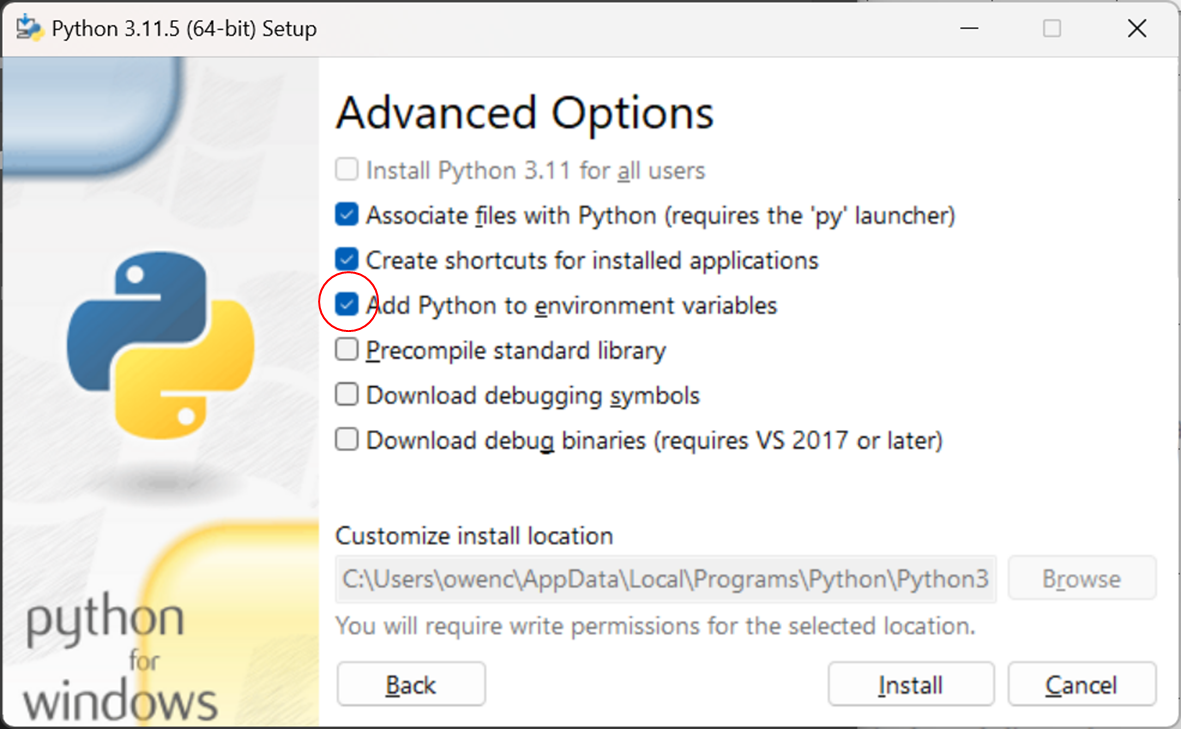 Python 3.11.5 (64-bit) Setup
Advanced Options
Install Python 3.11 for all users
Associate files with Python (requires the 'py' launcher)
Create shortcuts for installed applications
Add Python to environment variables
Precompile standard library
Download debugging symbols
Download debug binaries (requires VS 2017 or later)
Customize install location
C:\Users\owenc\AppData\Local\Programs\Python\Python3
Browse
You will require write permissions for the selected location.
python
for
windows
Back
Install
Cancel